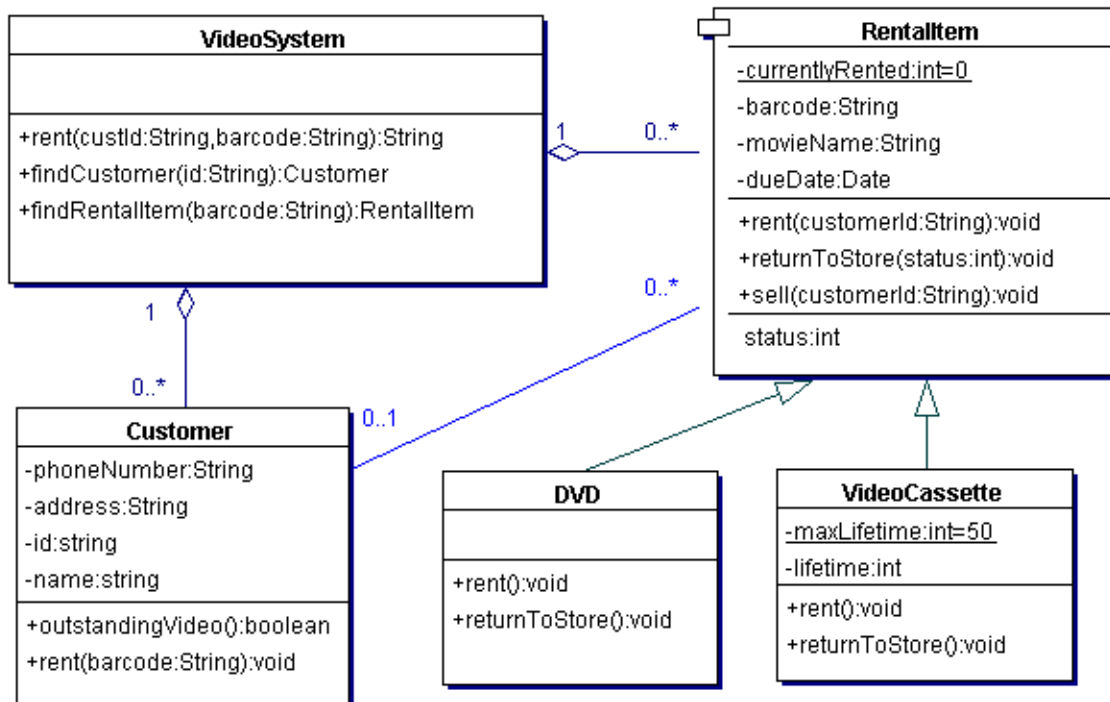 VideoSystem
+rent(custId:String,barcode:String):String
+findCustomer(id:String):Customer
+findRentalItem(barcode:String):RentalItem
1
0..*
RentalItem
-currentlyRented:int=0
-barcode:String
-movieName:String
-dueDate:Date
+rent(customerId:String):void
+returnToStore(status:int):void
+sell(customerId:String):void
status:int
1
0..*
0..*
0..1
Customer
-phoneNumber:String
-address:String
-id:string
-name:string
+outstandingVideo():boolean
+rent(barcode:String):void
DVD
+rent():void
+returnToStore():void
VideoCassette
-maxLifetime:int=50
-lifetime:int
+rent():void
+returnToStore():void